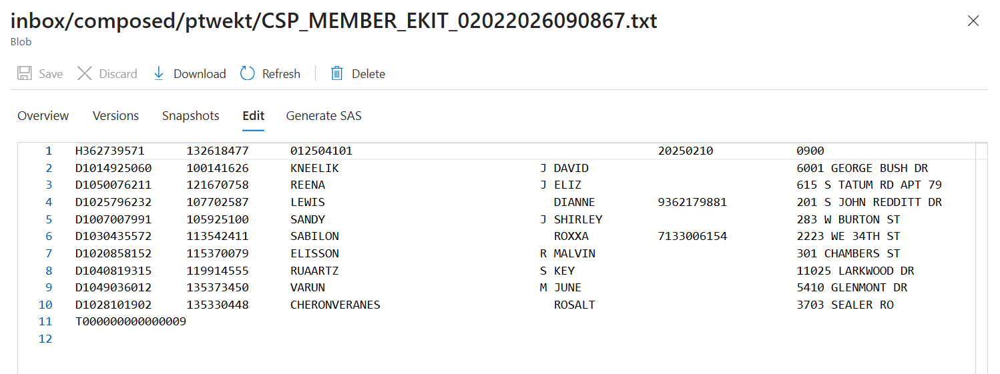 inbox/composed/ptwekt/CSP_MEMBER_EKIT_02022026090867.txt
Blob
Save Discard Download Refresh Delete
Overview Versions Snapshots Edit Generate SAS
1 H362739571 132618477 012504101 20250210 0900
2 D1014925060 100141626 KNEELIK J DAVID 6001 GEORGE BUSH DR
3 D1050076211 121670758 REENA J ELIZ 615 S TATUM RD APT 79
4 D1025796232 107702587 LEWIS DIANNE 9362179881 201 S JOHN REDDITT DR
5 D1007007991 105925100 SANDY J SHIRLEY 283 W BURTON ST
6 D1030435572 113542411 SABILON ROXXA 7133006154 2223 WE 34TH ST
7 D1020858152 115370079 ELISSON R MALVIN 301 CHAMBERS ST
8 D1040819315 119914555 RUAARTZ S KEY 11025 LARKWOOD DR
9 D1049036012 135373450 VARUN M JUNE 5410 GLENMONT DR
10 D1028101902 135330448 CHERONVERANES ROSALT 3703 SEALER RO
11 T000000000000009
12